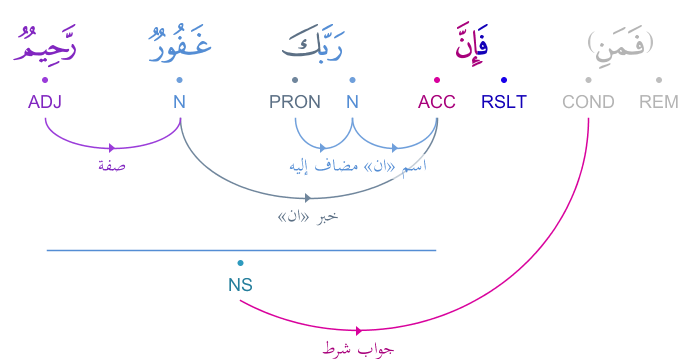 (فَمَنِ) فَإِنَّ رَبَّكَ غَفُورٌ رَّحِيمٌ
REM COND RSLT ACC N PRON N ADJ
اسم «ان» مضاف إليه صفة
خبر «ان»
NS
جواب شرط